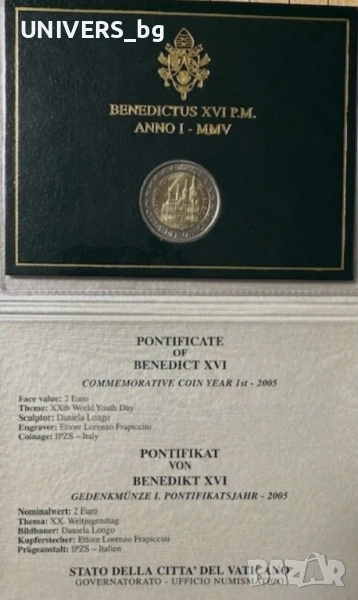 UNIVERS_bg
BENEDICTUS XVI P.M.
ANNO I - MMV
PONTIFICATE
OF
BENEDICT XVI
COMMEMORATIVE COIN YEAR 1st - 2005
Face value: 2 Euro
Theme: XXth World Youth Day
Sculptor: Daniela Longo
Engraver: Ettore Lorenzo Frapiccini
Coinage: IPZS – Italy
PONTIFIKAT
VON
BENEDIKT XVI
GEDENKMÜNZE I. PONTIFIKATSJAHR - 2005
Nominalwert: 2 Euro
Thema: XX. Weltjugendtag
Bildhauer: Daniela Longo
Kupferstecher: Ettore Lorenzo Frapiccini
Prägeanstalt: IPZS – Italien
STATO DELLA CITTA' DEL VATICANO
GOVERNATORATO - UFFICIO NUMISMATICO
bazar